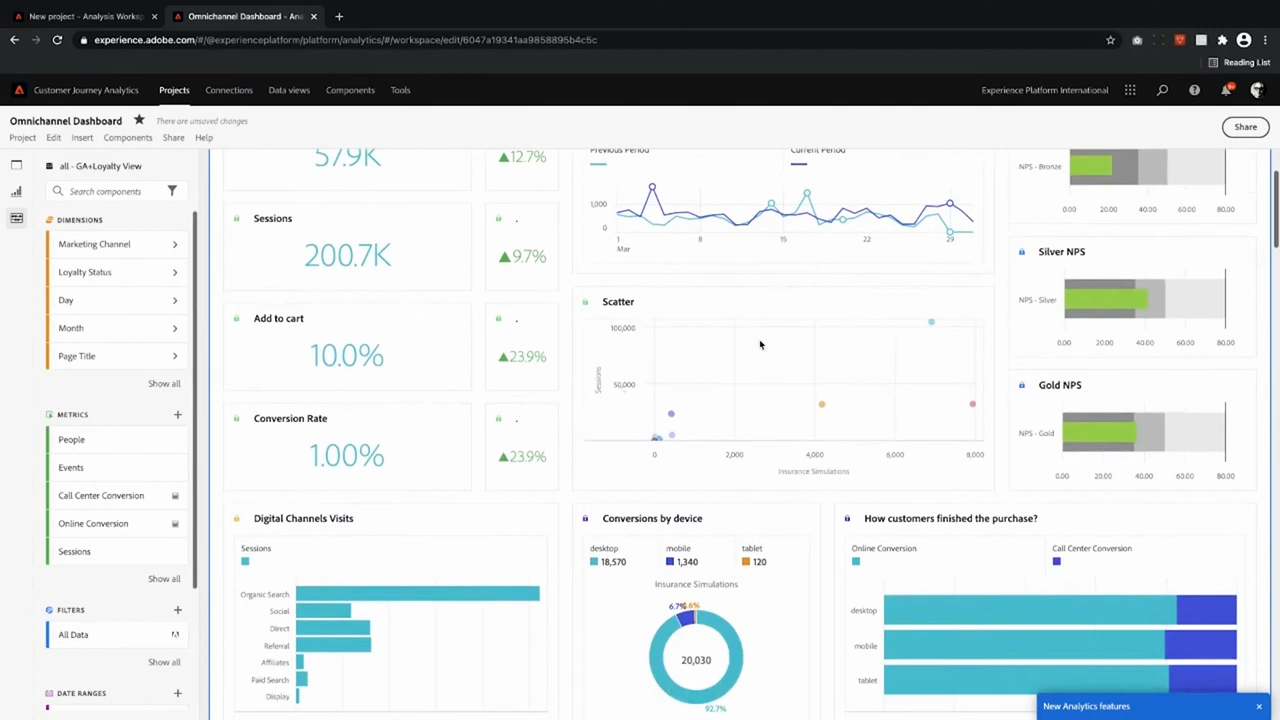 New project - Analysis Worksp
Omnichannel Dashboard - Ana
experience.adobe.com/#/@experienceplatform/platform/analytics/#/workspace/edit/6047a19341aa9858895b4c5c
Reading List
Customer Journey Analytics
Projects
Connections
Data views
Components
Tools
Experience Platform International
Omnichannel Dashboard
There are unsaved changes
Share
Project
Edit
Insert
Components
Share
Help
all - GA+Loyalty View
Search components
DIMENSIONS
Marketing Channel
Loyalty Status
Day
Month
Page Title
Show all
METRICS
People
Events
Call Center Conversion
Online Conversion
Sessions
Show all
FILTERS
All Data
Show all
DATE RANGES
57.9K
▲12.7%
Sessions
.
200.7K
▲9.7%
Add to cart
.
10.0%
▲23.9%
Conversion Rate
.
1.00%
▲23.9%
Previous Period
Current Period
1,000
0
1
8
15
22
29
Mar
Scatter
100,000
50,000
Sessions
0
2,000
4,000
6,000
8,000
Insurance Simulations
NPS - Bronze
0.00
20.00
40.00
60.00
80.00
Silver NPS
NPS - Silver
0.00
20.00
40.00
60.00
80.00
Gold NPS
NPS - Gold
0.00
20.00
40.00
60.00
80.00
Digital Channels Visits
Sessions
Organic Search
Social
Direct
Referral
Affiliates
Paid Search
Display
Conversions by device
desktop
mobile
tablet
18,570
1,340
120
Insurance Simulations
6.7%
20,030
92.7%
How customers finished the purchase?
Online Conversion
Call Center Conversion
desktop
mobile
tablet
New Analytics features